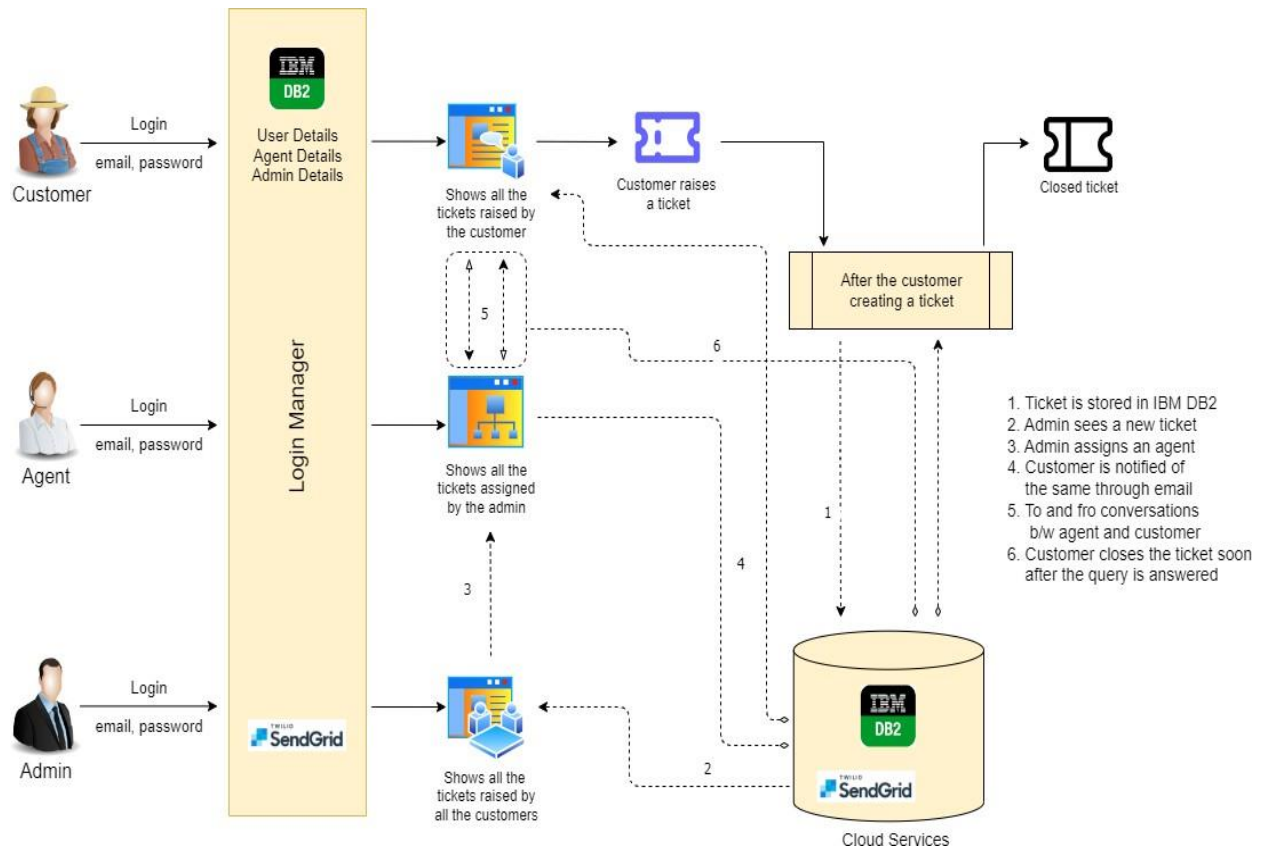 IBM
DB2
User Details
Agent Details
Admin Details
Login
email, password
Customer
Shows all the
tickets raised by
the customer
Customer raises
a ticket
Closed ticket
After the customer
creating a ticket
5
6
Login Manager
Login
email, password
Agent
Shows all the
tickets assigned
by the admin
1. Ticket is stored in IBM DB2
2. Admin sees a new ticket
3. Admin assigns an agent
4. Customer is notified of
the same through email
5. To and fro conversations
b/w agent and customer
6. Customer closes the ticket soon
after the query is answered
1
4
3
Login
email, password
Admin
TWILIO
SendGrid
Shows all the
tickets raised by
all the customers
2
IBM
DB2
TWILIO
SendGrid
Cloud Services